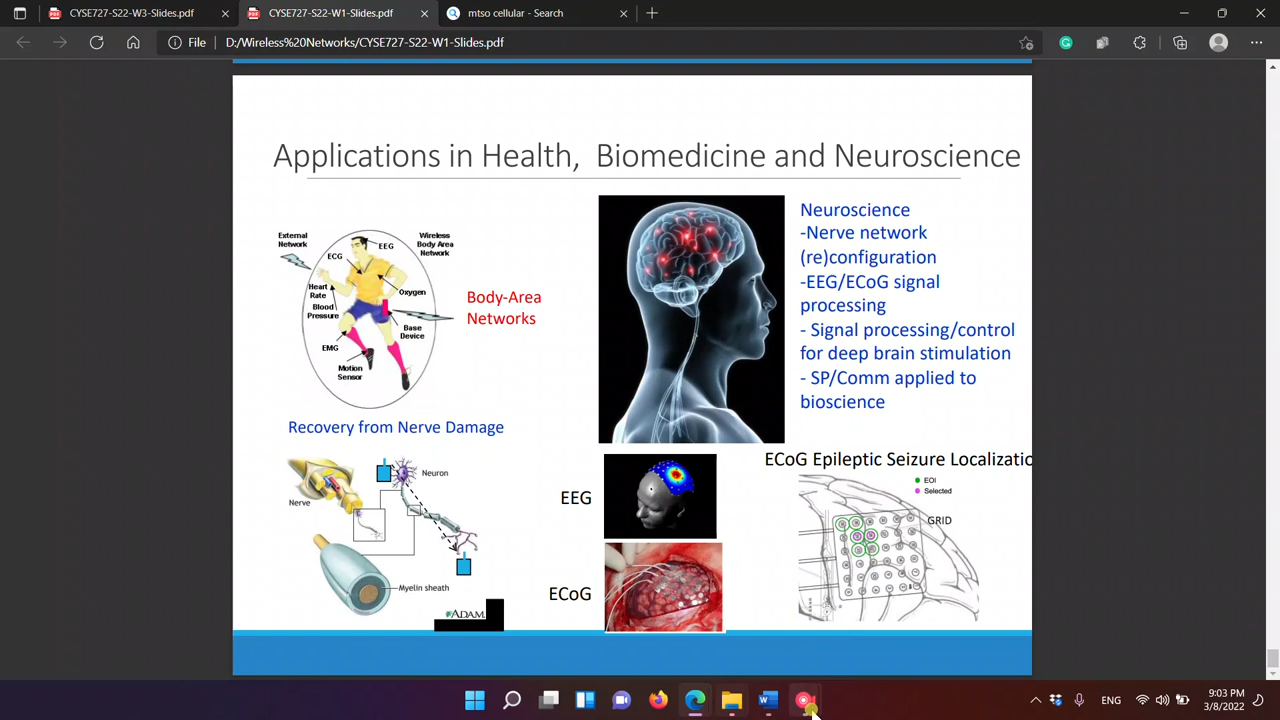 CYSE727-S22-W3-Slides.pdf
CYSE727-S22-W1-Slides.pdf
mtso cellular - Search
File
D:/Wireless%20Networks/CYSE727-S22-W1-Slides.pdf
Applications in Health, Biomedicine and Neuroscience
External
Network
Wireless
Body Area
Network
EEG
ECG
Heart
Rate
Oxygen
Blood
Pressure
Base
Device
EMG
Motion
Sensor
Body-Area
Networks
Neuroscience
-Nerve network
(re)configuration
-EEG/ECoG signal
processing
- Signal processing/control
for deep brain stimulation
- SP/Comm applied to
bioscience
Recovery from Nerve Damage
Nerve
Neuron
Myelin sheath
ADAM
EEG
ECoG
ECoG Epileptic Seizure Localizatio
EOI
Selected
GRID
ENG
9:03 PM
3/8/2022